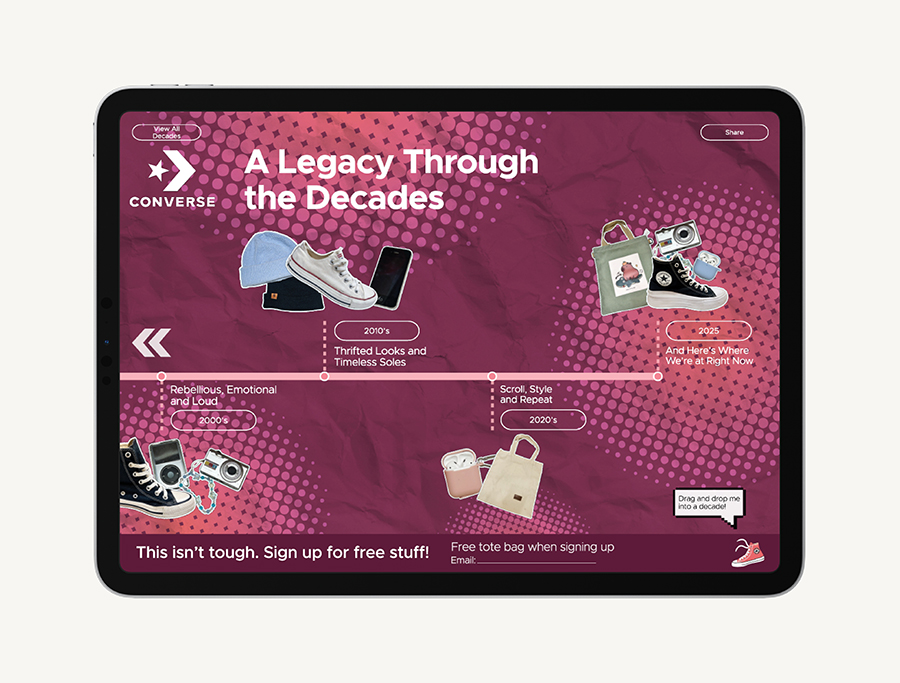 View All
Decades
Share
CONVERSE
A Legacy Through
the Decades
2010's
Thrifted Looks and
Timeless Soles
2025
And Here's Where
We're at Right Now
Rebellious, Emotional
and Loud
2000's
Scroll, Style
and Repeat
2020's
Drag and drop me
into a decade!
This isn't tough. Sign up for free stuff!
Free tote bag when signing up
Email: